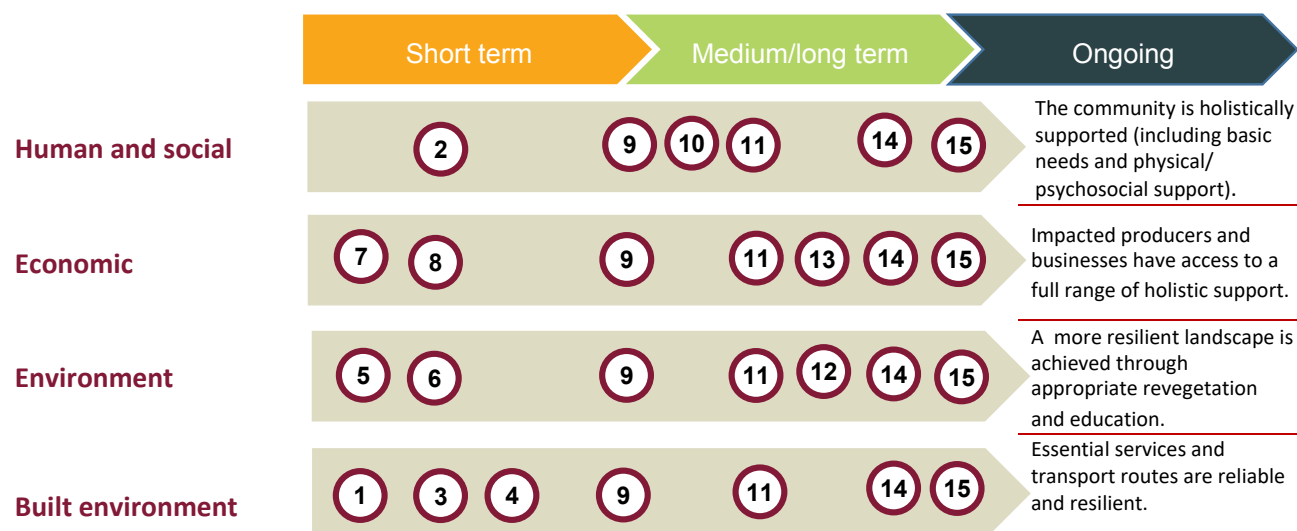 Short term
Medium/long term
Ongoing
Human and social
2
9
10
11
14
15
The community is holistically
supported (including basic
needs and physical/
psychosocial support).
Economic
7
8
9
11
13
14
15
Impacted producers and
businesses have access to a
full range of holistic support.
Environment
5
6
9
11
12
14
15
A more resilient landscape is
achieved through
appropriate revegetation
and education.
Built environment
1
3
4
9
11
14
15
Essential services and
transport routes are reliable
and resilient.